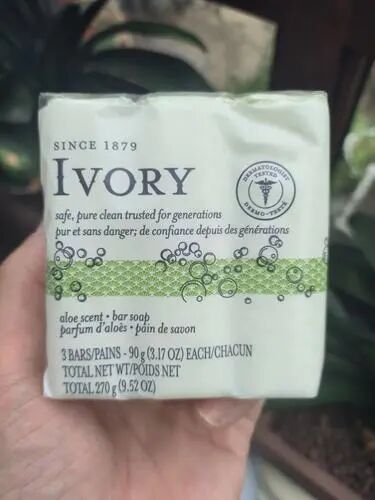 SINCE 1879
IVORY
DERMATOLOGIST TESTED
DERMO-TESTÉ
safe, pure clean trusted for generations
pur et sans danger; de confiance depuis des générations
aloe scent • bar soap
parfum d'aloès • pain de savon
3 BARS/PAINS - 90 g (3.17 OZ) EACH/CHACUN
TOTAL NET WT/POIDS NET
TOTAL 270 g (9.52 OZ)